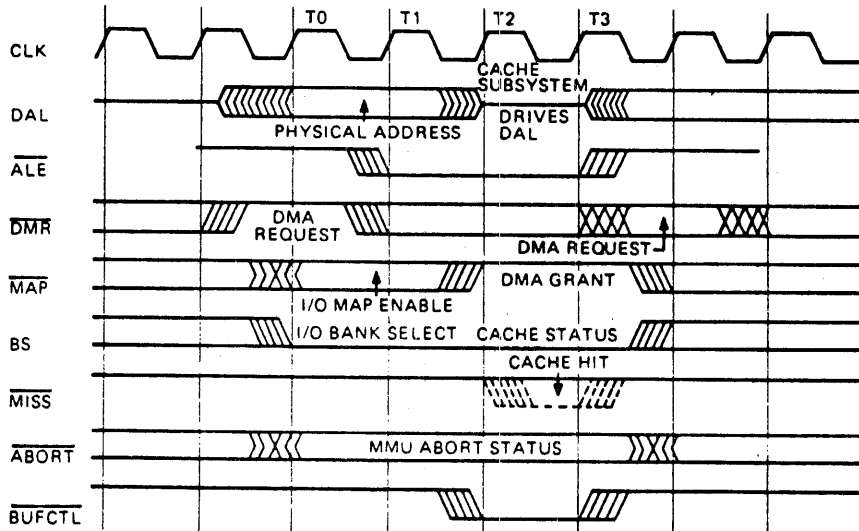 T0 T1 T2 T3
CLK
CACHE
SUBSYSTEM
DAL
PHYSICAL ADDRESS
DRIVES
DAL
ALE
DMR
DMA
REQUEST
DMA REQUEST
MAP
DMA GRANT
I/O MAP ENABLE
BS
I/O BANK SELECT
CACHE STATUS
CACHE HIT
MISS
ABORT
MMU ABORT STATUS
BUFCTL